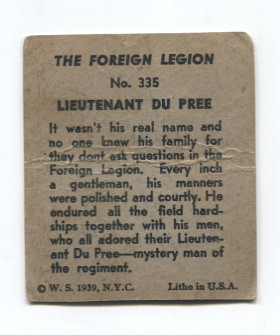 THE FOREIGN LEGION
No. 335
LIEUTENANT DU PREE
It wasn't his real name and
no one knew his family for
they dont ask questions in the
Foreign Legion. Every inch
a gentleman, his manners
were polished and courtly. He
endured all the field hard-
ships together with his men,
who all adored their Lieuten-
ant Du Pree—mystery man of
the regiment.
© W. S. 1939, N.Y.C. Litho in U.S.A.